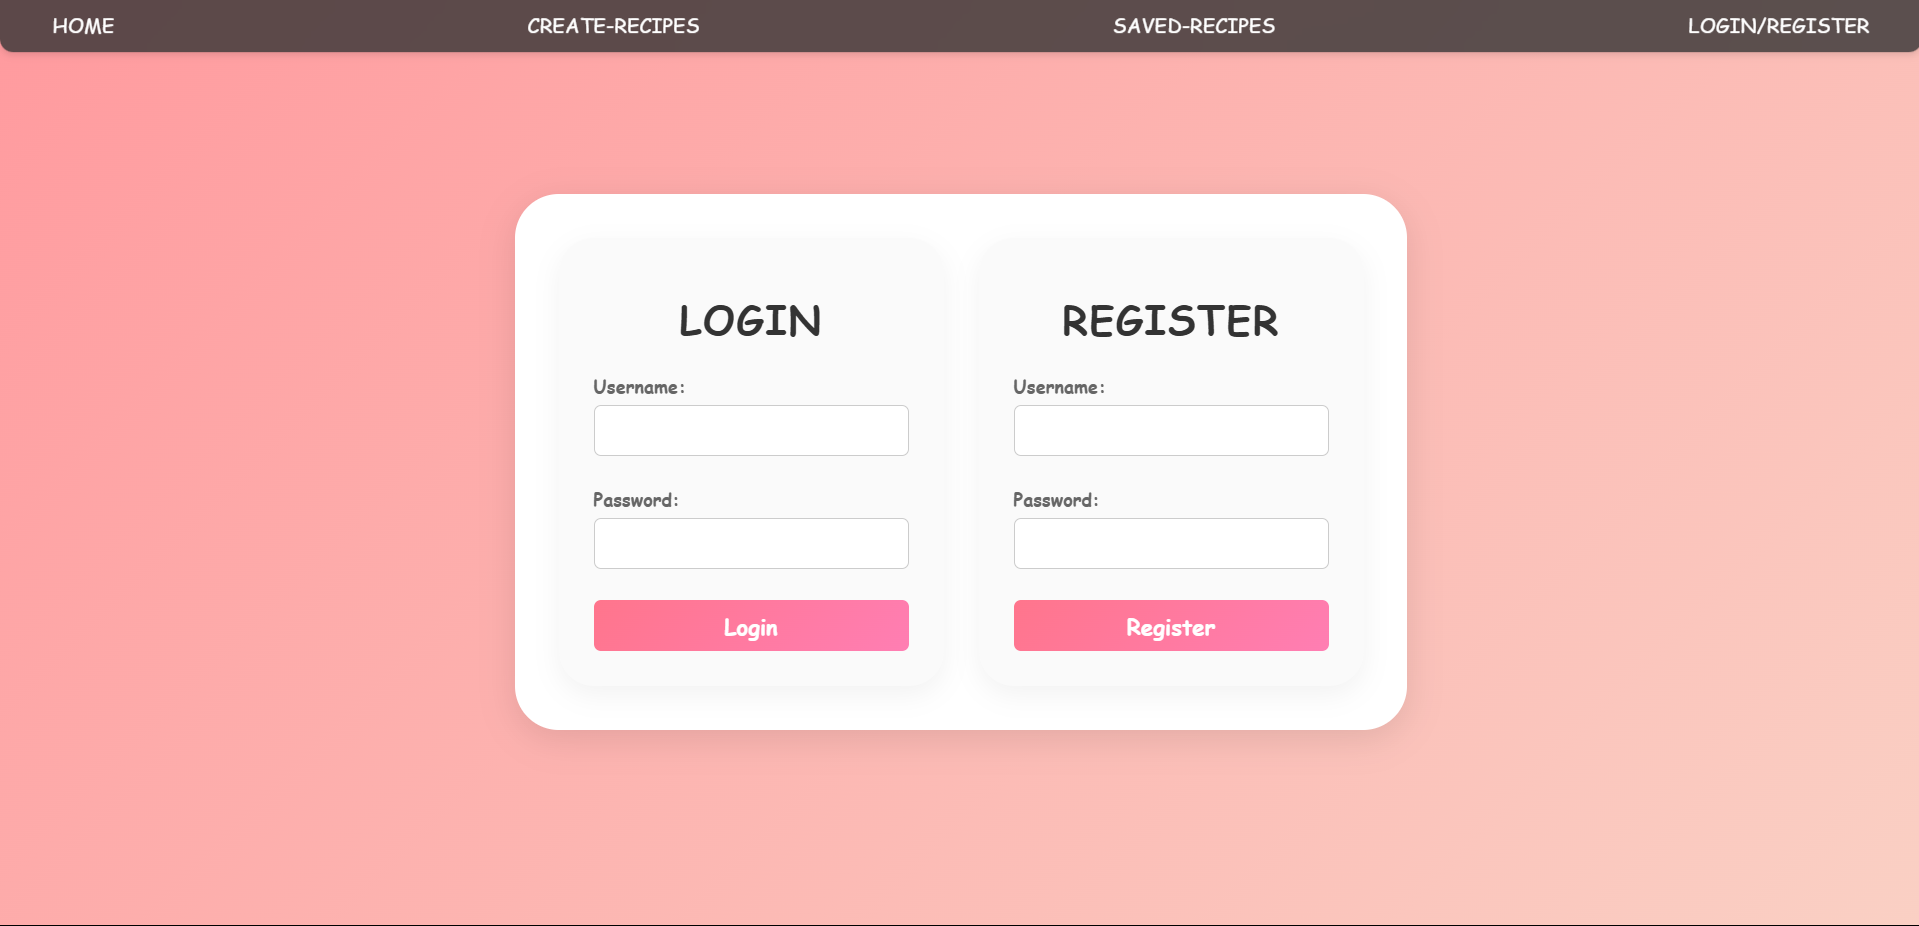 HOME CREATE-RECIPES SAVED-RECIPES LOGIN/REGISTER
LOGIN
Username:
Password:
Login
REGISTER
Username:
Password:
Register